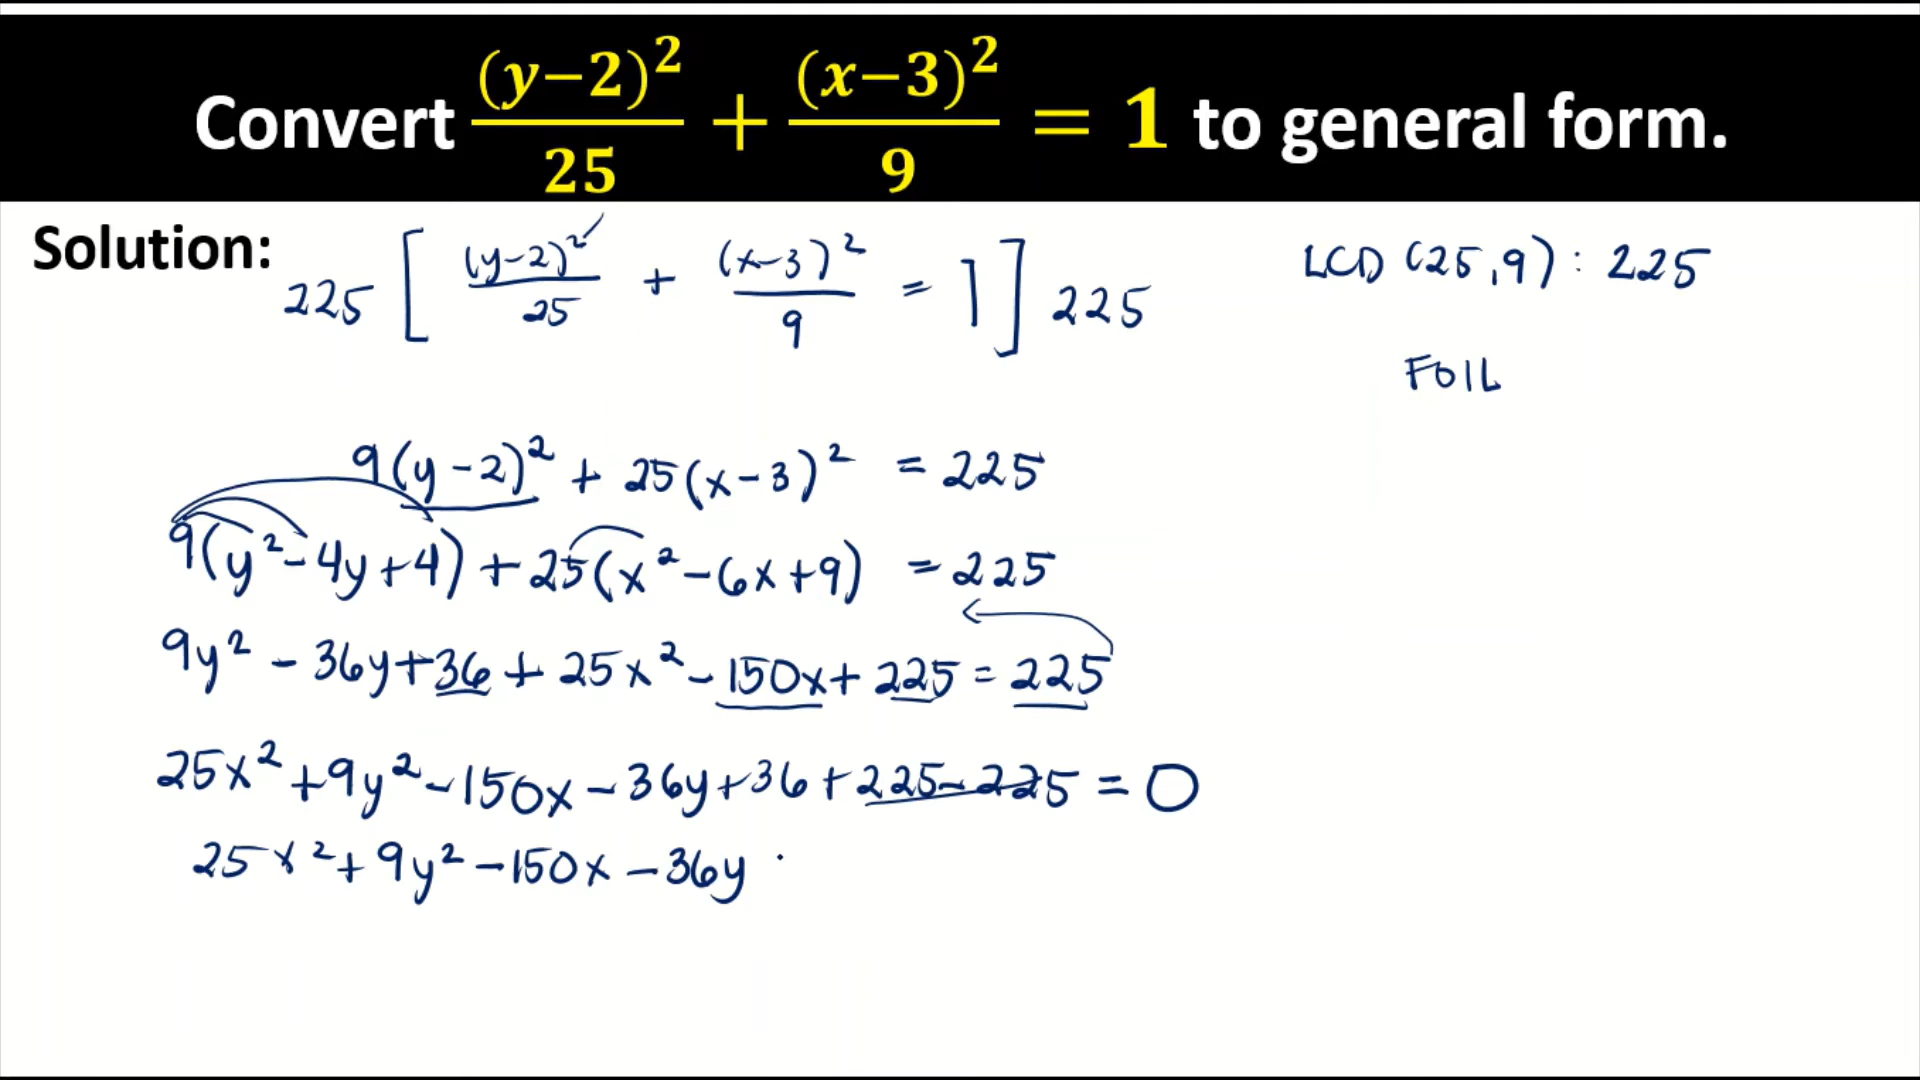 Convert (y−2)²/25 + (x−3)²/9 = 1 to general form.
Solution:
225 [ (y-2)²/25 + (x-3)²/9 = 1 ] 225
LCD (25,9): 225
FOIL
9(y-2)² + 25(x-3)² = 225
9(y²-4y+4) + 25(x²-6x+9) = 225
9y² - 36y + 36 + 25x² - 150x + 225 = 225
25x² + 9y² - 150x - 36y + 36 + 225 - 225 = 0
25x² + 9y² - 150x - 36y